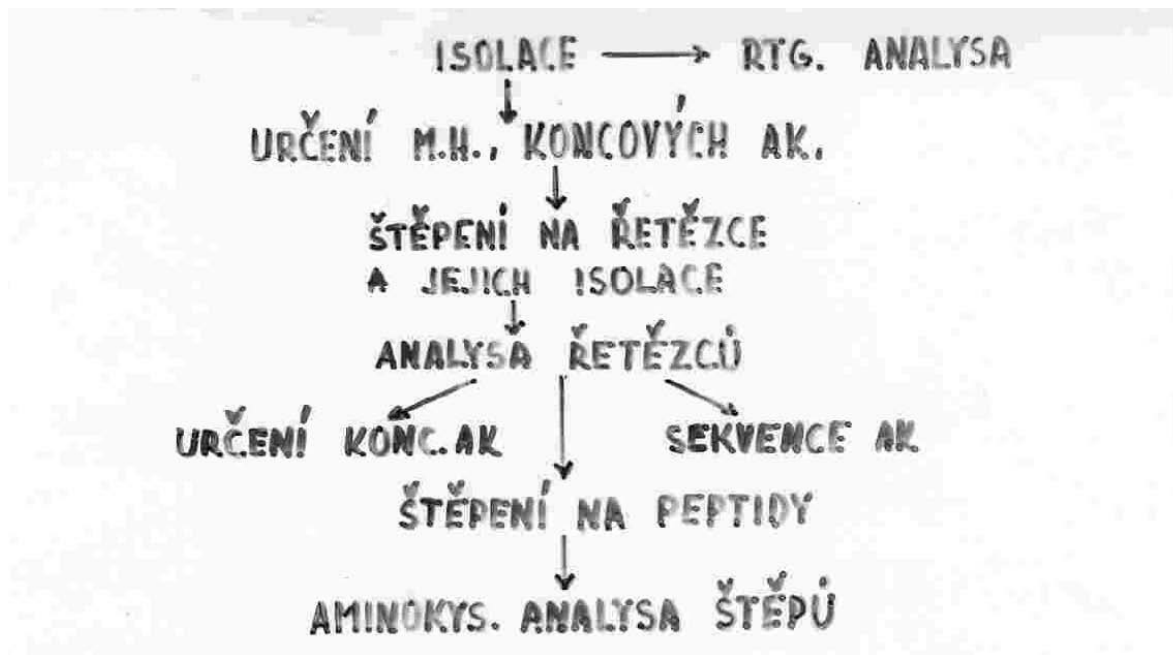 ISOLACE → RTG. ANALYSA
URČENÍ M.H., KONCOVÝCH AK.
ŠTĚPENÍ NA ŘETĚZCE
A JEJICH ISOLACE
ANALYSA ŘETĚZCŮ
URČENÍ KONC.AK SEKVENCE AK
ŠTĚPENÍ NA PEPTIDY
AMINOKYS. ANALYSA ŠTĚPŮ